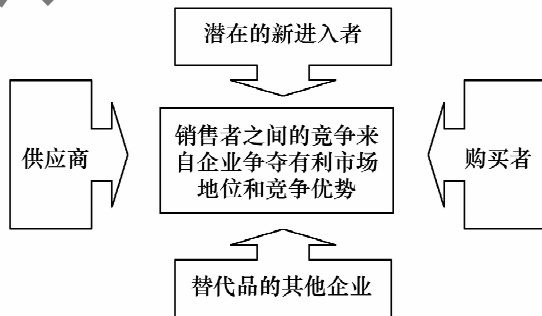 潜在的新进入者
供应商
销售者之间的竞争来
自企业争夺有利市场
地位和竞争优势
购买者
替代品的其他企业